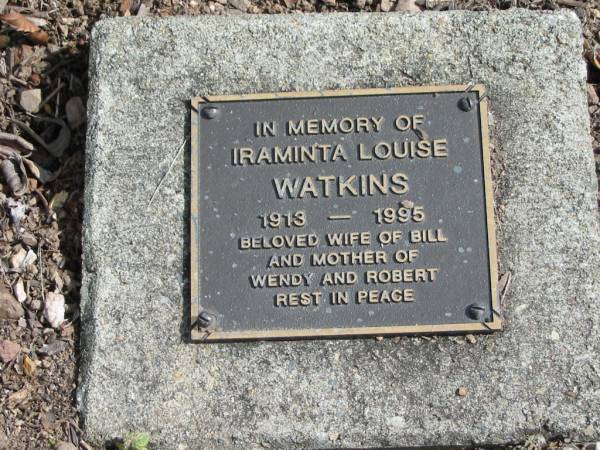 IN MEMORY OF
IRAMINTA LOUISE
WATKINS
1913 — 1995
BELOVED WIFE OF BILL
AND MOTHER OF
WENDY AND ROBERT
REST IN PEACE